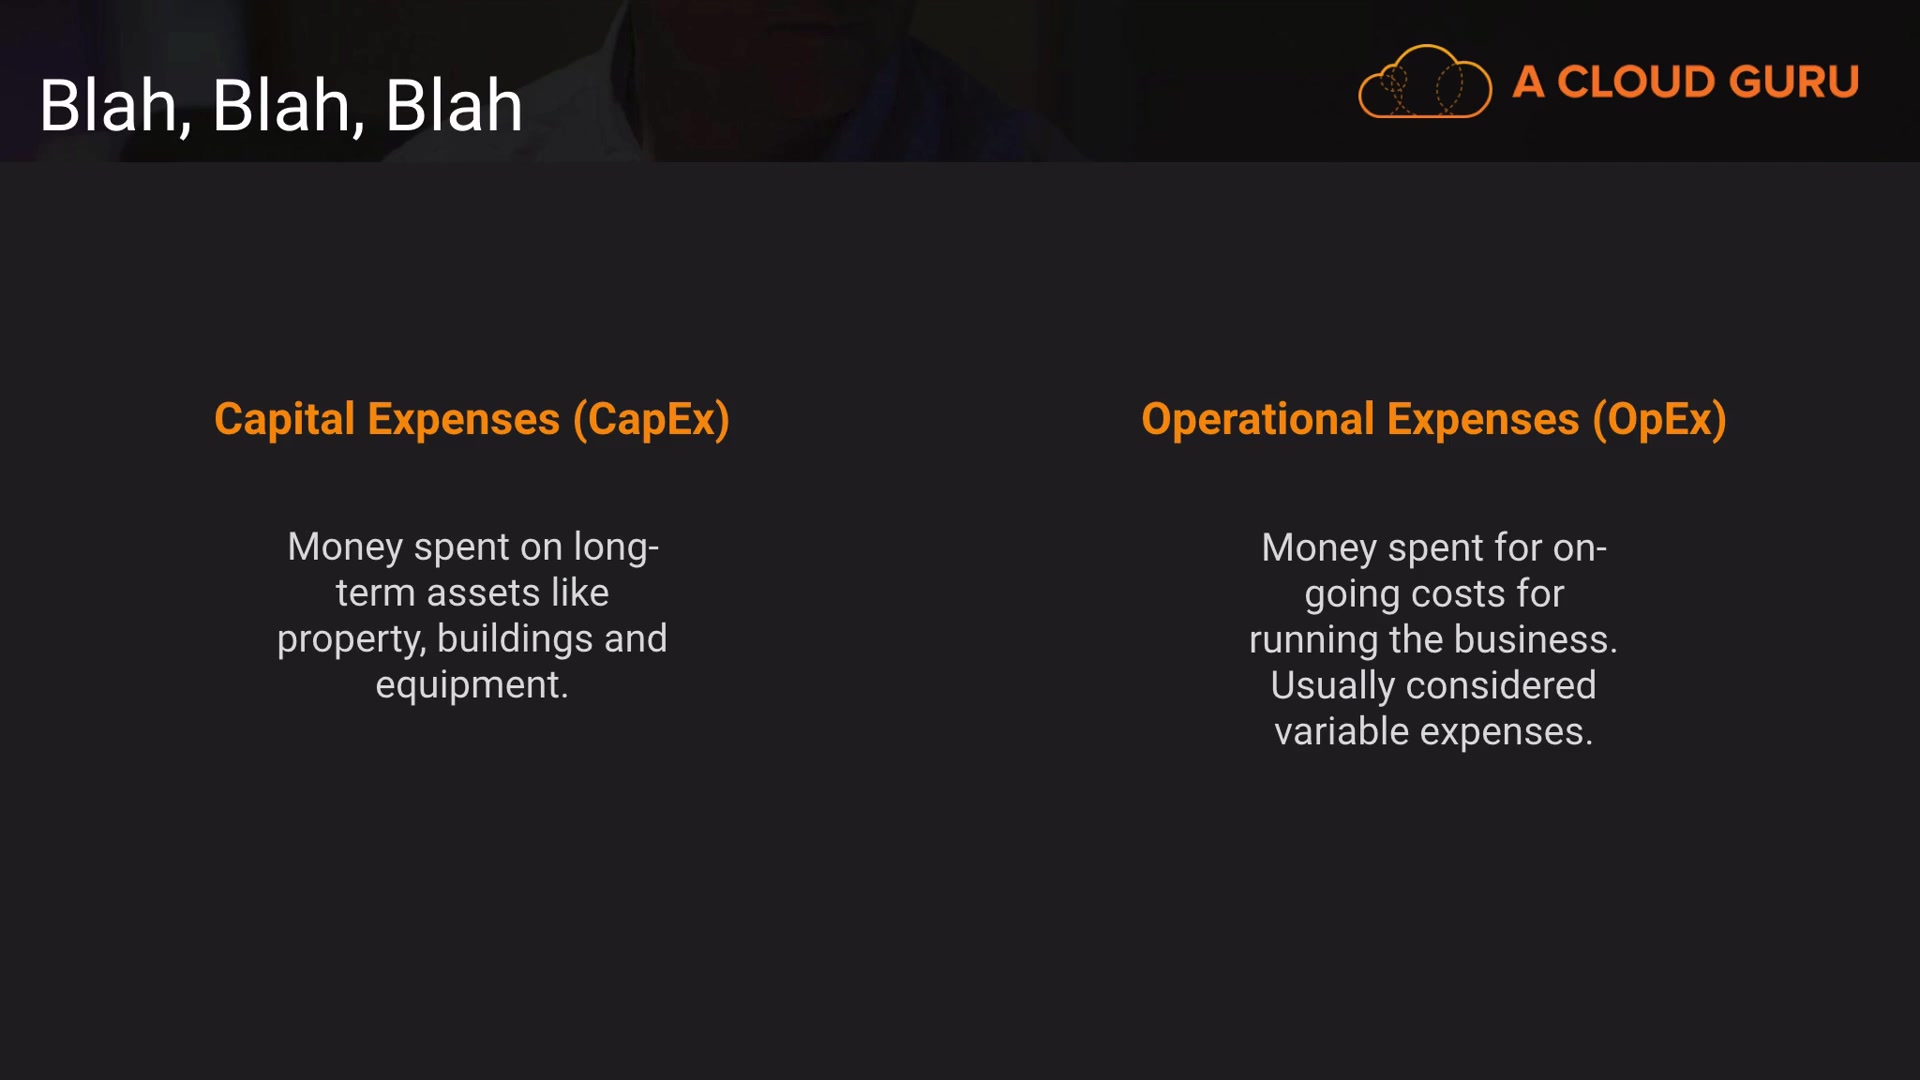 Blah, Blah, Blah
A CLOUD GURU
Capital Expenses (CapEx)
Money spent on long-
term assets like
property, buildings and
equipment.
Operational Expenses (OpEx)
Money spent for on-
going costs for
running the business.
Usually considered
variable expenses.